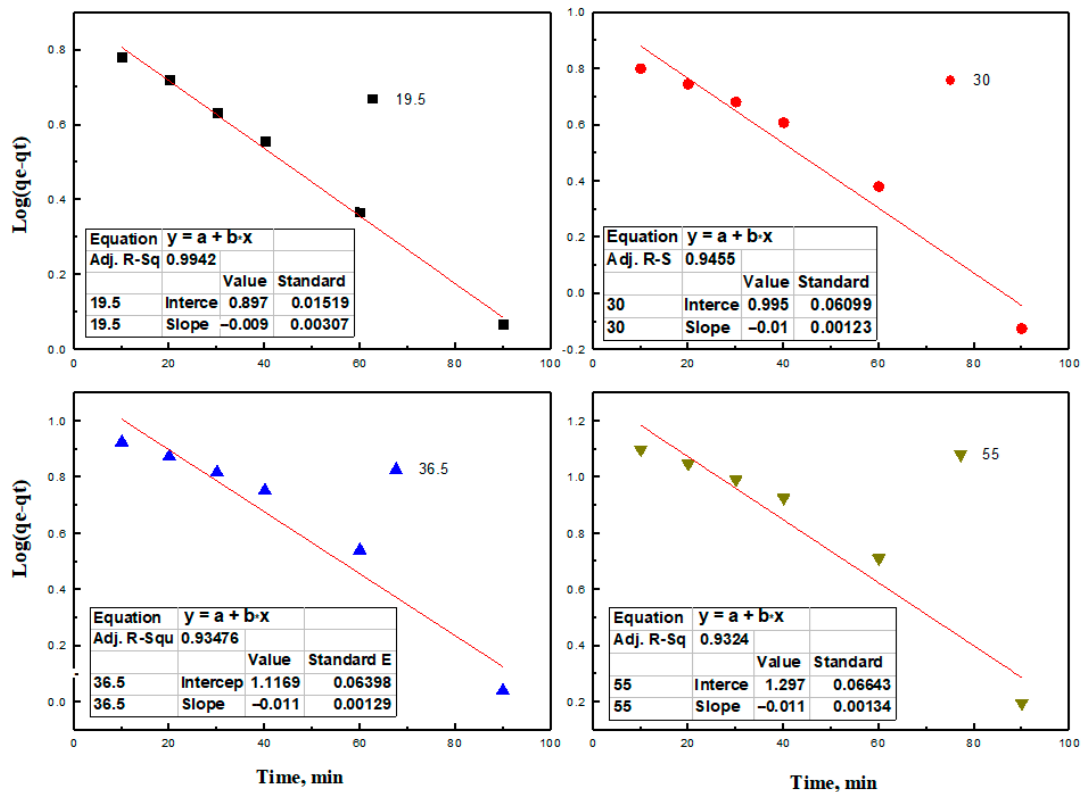 Log(qe-qt)
0.8
0.6
0.4
0.2
0.0
0 20 40 60 80 100
19.5
Equation y = a + b*x
Adj. R-Sq 0.9942
Value Standard
19.5 Interce 0.897 0.01519
19.5 Slope −0.009 0.00307
1.0
0.8
0.6
0.4
0.2
0.0
-0.2
0 20 40 60 80 100
30
Equation y = a + b*x
Adj. R-S 0.9455
Value Standard
30 Interce 0.995 0.06099
30 Slope −0.01 0.00123
Log(qe-qt)
1.0
0.8
0.6
0.4
0.2
0.0
0 20 40 60 80 100
36.5
Equation y = a + b*x
Adj. R-Squ 0.93476
Value Standard E
36.5 Intercep 1.1169 0.06398
36.5 Slope −0.011 0.00129
Time, min
1.2
1.0
0.8
0.6
0.4
0.2
0 20 40 60 80 100
55
Equation y = a + b*x
Adj. R-Sq 0.9324
Value Standard
55 Interce 1.297 0.06643
55 Slope −0.011 0.00134
Time, min